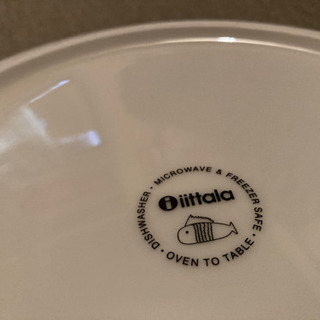 DISHWASHER · MICROWAVE & FREEZER SAFE ·
iittala
OVEN TO TABLE ·